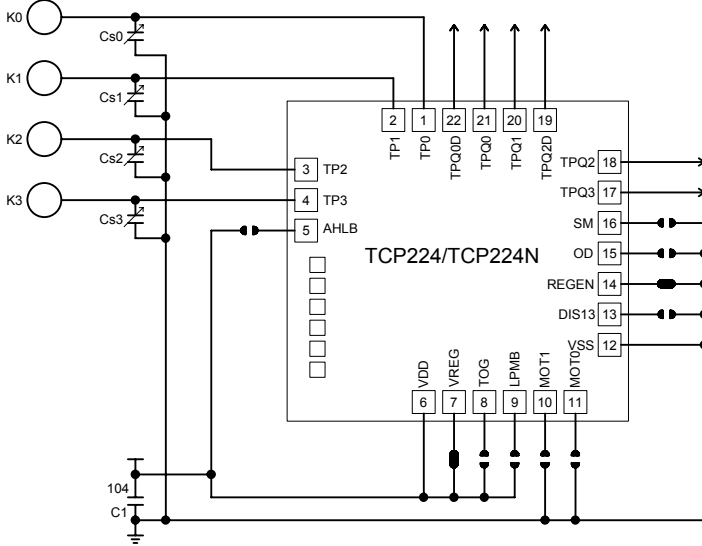 K0
Cs0
K1
Cs1
K2
Cs2
K3
Cs3
2 1 22 21 20 19
TP1 TP0 TPQ0D TPQ0 TPQ1 TPQ2D
3 TP2
4 TP3
5 AHLB
TPQ2 18
TPQ3 17
SM 16
OD 15
REGEN 14
DIS13 13
VSS 12
TCP224/TCP224N
VDD VREG TOG LPMB MOT1 MOT0
6 7 8 9 10 11
104
C1